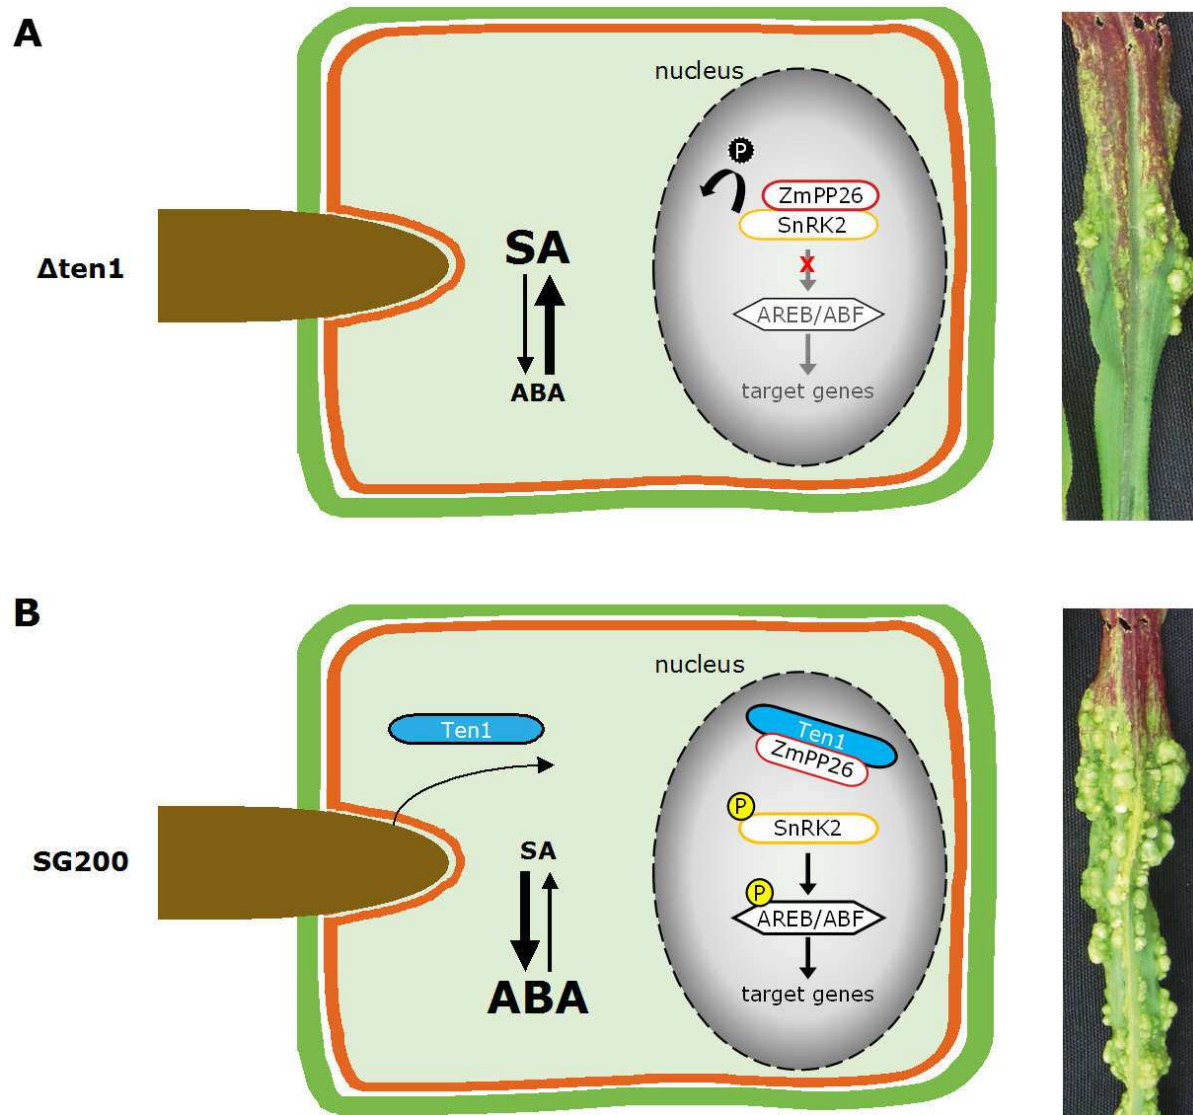 A
nucleus
P
ZmPP26
SnRK2
SA
Δten1
X
AREB/ABF
ABA
target genes
B
nucleus
Ten1
Ten1
ZmPP26
P
SnRK2
SA
SG200
P
AREB/ABF
ABA
target genes